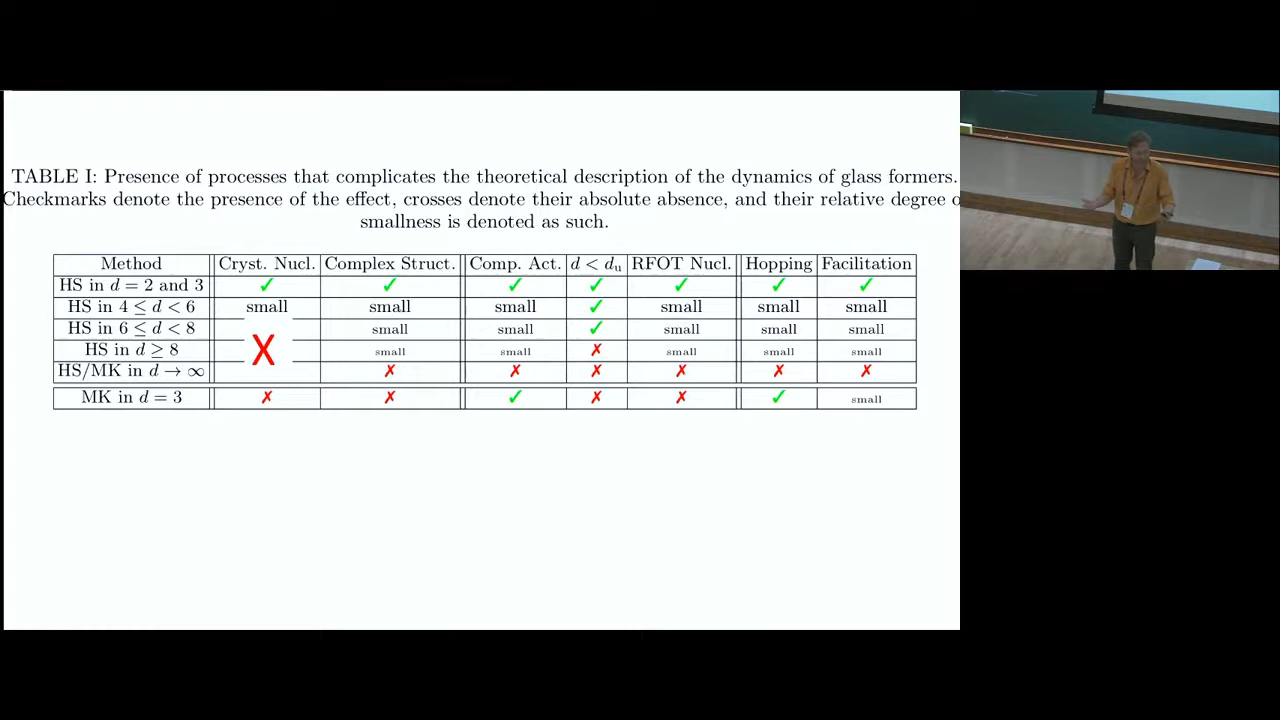 TABLE I: Presence of processes that complicates the theoretical description of the dynamics of glass formers.
Checkmarks denote the presence of the effect, crosses denote their absolute absence, and their relative degree o
smallness is denoted as such.
Method Cryst. Nucl. Complex Struct. Comp. Act. d < d_u RFOT Nucl. Hopping Facilitation
HS in d = 2 and 3 ✓ ✓ ✓ ✓ ✓ ✓ ✓
HS in 4 ≤ d < 6 small small small ✓ small small small
HS in 6 ≤ d < 8 small small ✓ small small small
HS in d ≥ 8 X small small ✗ small small small
HS/MK in d → ∞ ✗ ✗ ✗ ✗ ✗ ✗
MK in d = 3 ✗ ✗ ✓ ✗ ✗ ✓ small